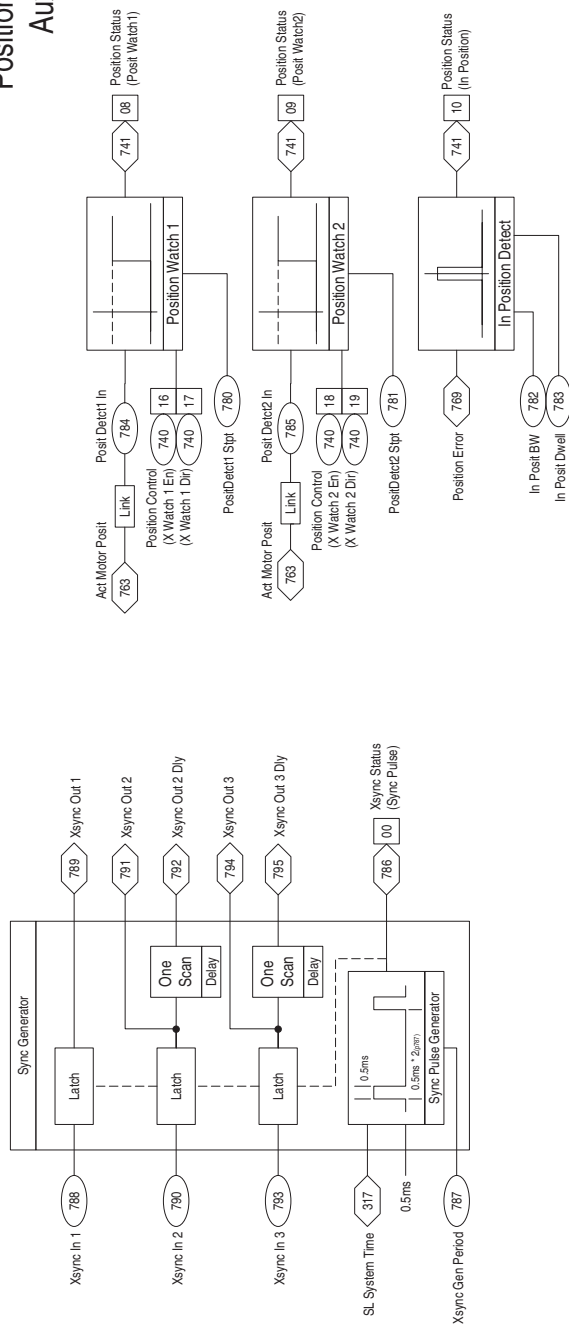 Position
Au
Sync Generator
Xsync In 1
788
Latch
789
Xsync Out 1
791
Xsync Out 2
Xsync In 2
790
Latch
One
Scan
Delay
792
Xsync Out 2 Dly
794
Xsync Out 3
Xsync In 3
793
Latch
One
Scan
Delay
795
Xsync Out 3 Dly
SL System Time
317
0.5ms
Xsync Gen Period
787
0.5ms
0.5ms * 2(p787)
Sync Pulse Generator
786
00
Xsync Status
(Sync Pulse)
Act Motor Posit
763
Link
Posit Detct1 In
784
Position Control
(X Watch 1 En)
(X Watch 1 Dir)
740
16
740
17
PositDetct1 Stpt
780
Position Watch 1
741
08
Position Status
(Posit Watch1)
Act Motor Posit
763
Link
Posit Detct2 In
785
Position Control
(X Watch 2 En)
(X Watch 2 Dir)
740
18
740
19
PositDetct2 Stpt
781
Position Watch 2
741
09
Position Status
(Posit Watch2)
Position Error
769
In Posit BW
782
In Posit Dwell
783
In Position Detect
741
10
Position Status
(In Position)